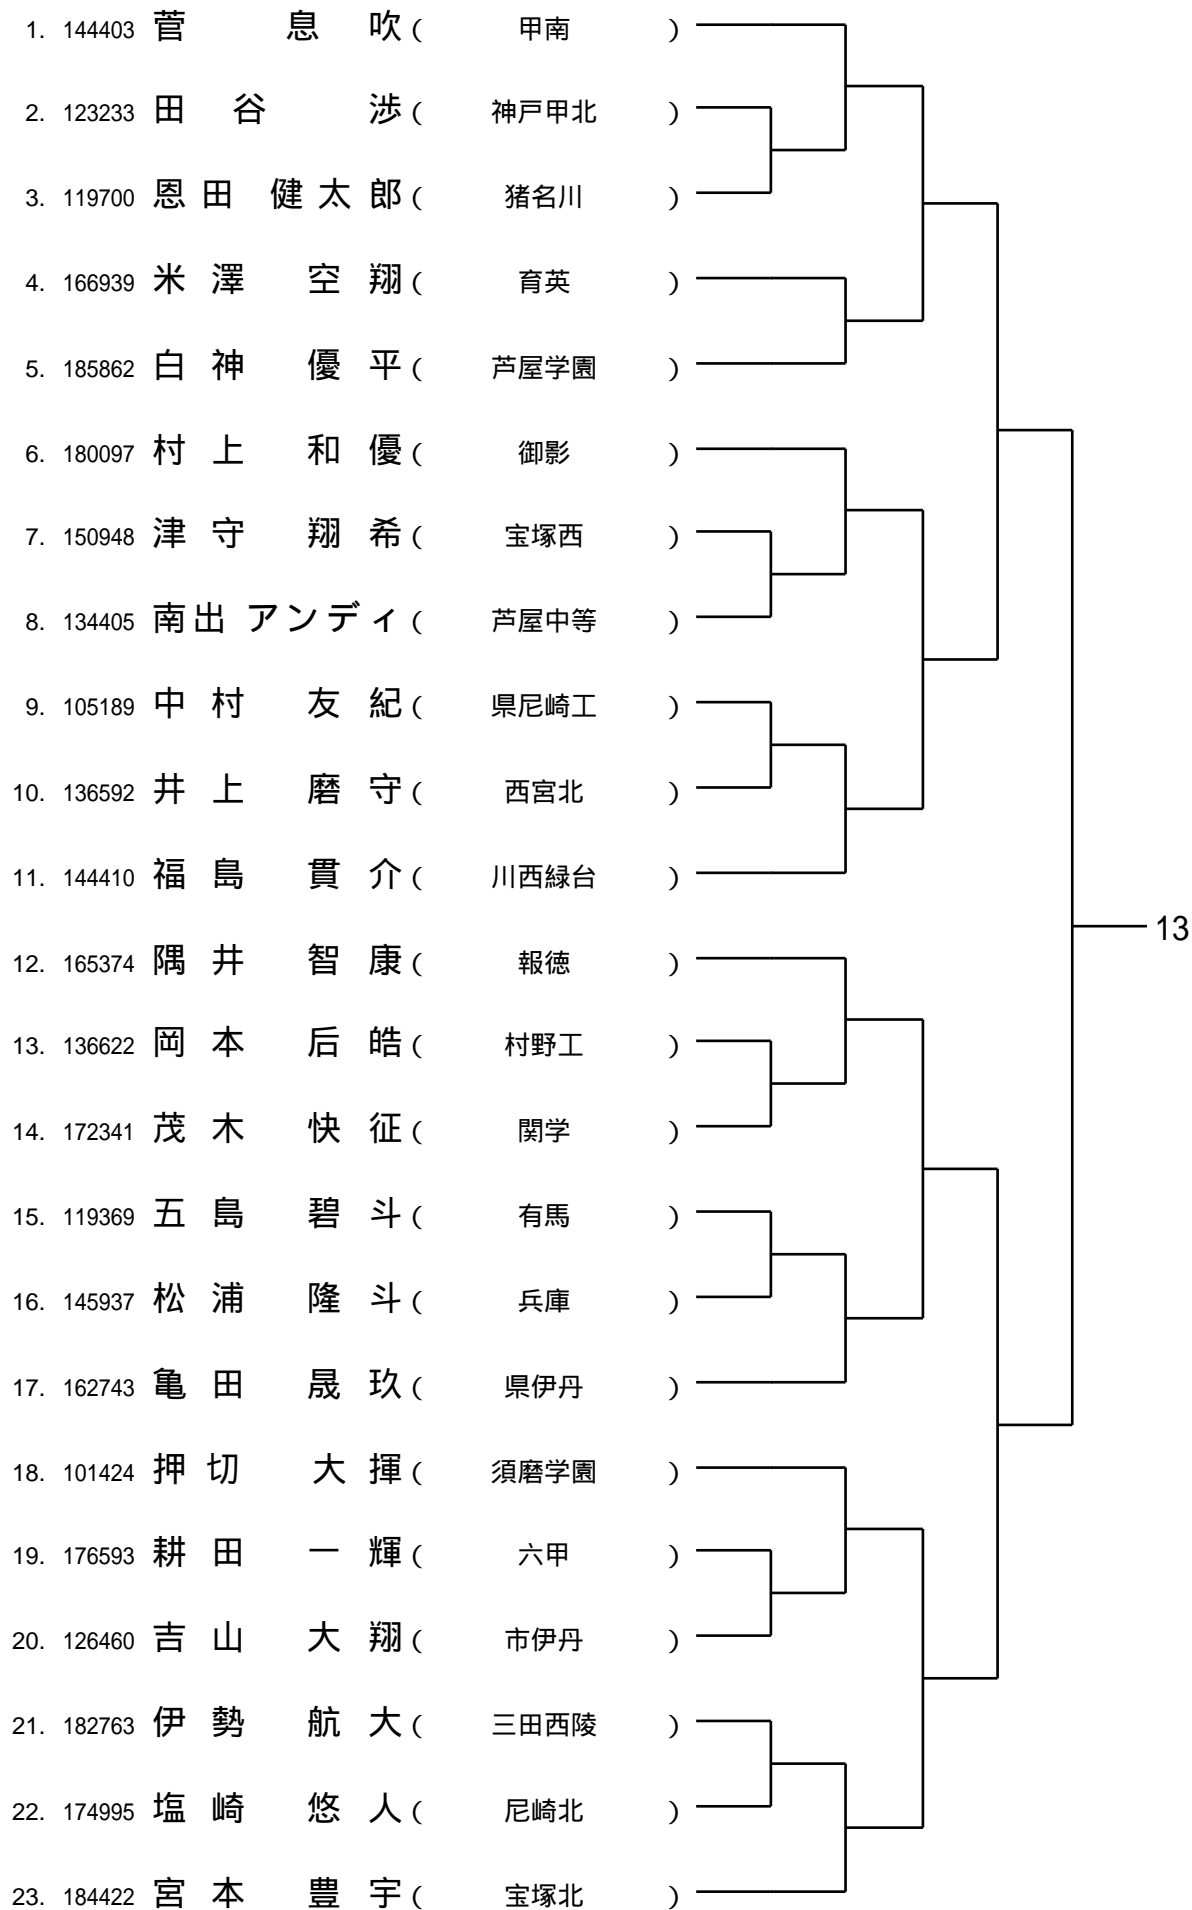 1. 144403 菅 息 吹 ( 甲南 )
2. 123233 田 谷 渉 ( 神戸甲北 )
3. 119700 恩 田 健 太 郎 ( 猪名川 )
4. 166939 米 澤 空 翔 ( 育英 )
5. 185862 白 神 優 平 ( 芦屋学園 )
6. 180097 村 上 和 優 ( 御影 )
7. 150948 津 守 翔 希 ( 宝塚西 )
8. 134405 南 出 ア ン デ ィ ( 芦屋中等 )
9. 105189 中 村 友 紀 ( 県尼崎工 )
10. 136592 井 上 磨 守 ( 西宮北 )
11. 144410 福 島 貫 介 ( 川西緑台 )
13
12. 165374 隅 井 智 康 ( 報徳 )
13. 136622 岡 本 后 皓 ( 村野工 )
14. 172341 茂 木 快 征 ( 関学 )
15. 119369 五 島 碧 斗 ( 有馬 )
16. 145937 松 浦 隆 斗 ( 兵庫 )
17. 162743 亀 田 晟 玖 ( 県伊丹 )
18. 101424 押 切 大 揮 ( 須磨学園 )
19. 176593 耕 田 一 輝 ( 六甲 )
20. 126460 吉 山 大 翔 ( 市伊丹 )
21. 182763 伊 勢 航 大 ( 三田西陵 )
22. 174995 塩 崎 悠 人 ( 尼崎北 )
23. 184422 宮 本 豊 宇 ( 宝塚北 )